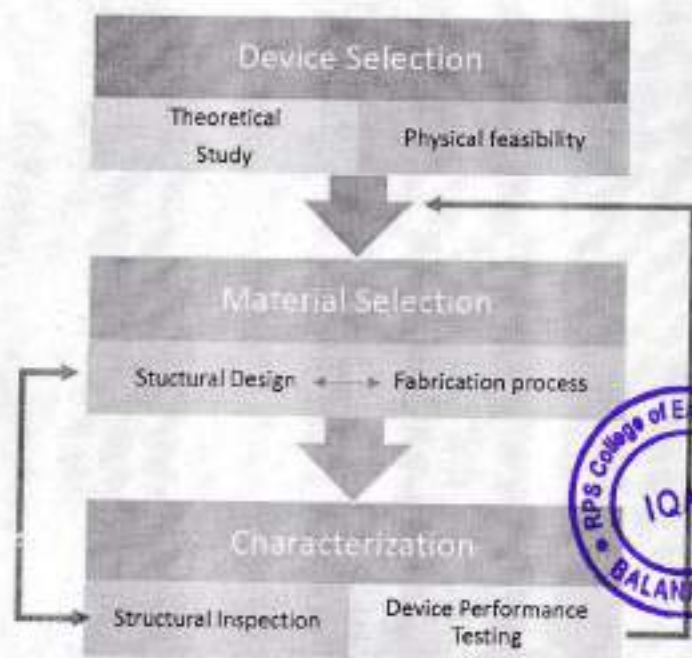 Device Selection
Theoretical
Study
Physical feasibility
Material Selection
Stuctural Design
Fabrication process
Characterization
Structural Inspection
Device Performance
Testing
RPS College of E
IQA
BALAN